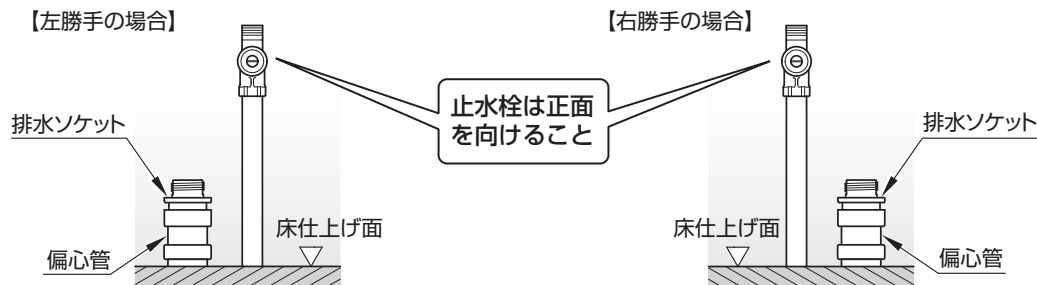 【左勝手の場合】
【右勝手の場合】
止水栓は正面
を向けること
排水ソケット
排水ソケット
床仕上げ面
床仕上げ面
偏心管
偏心管